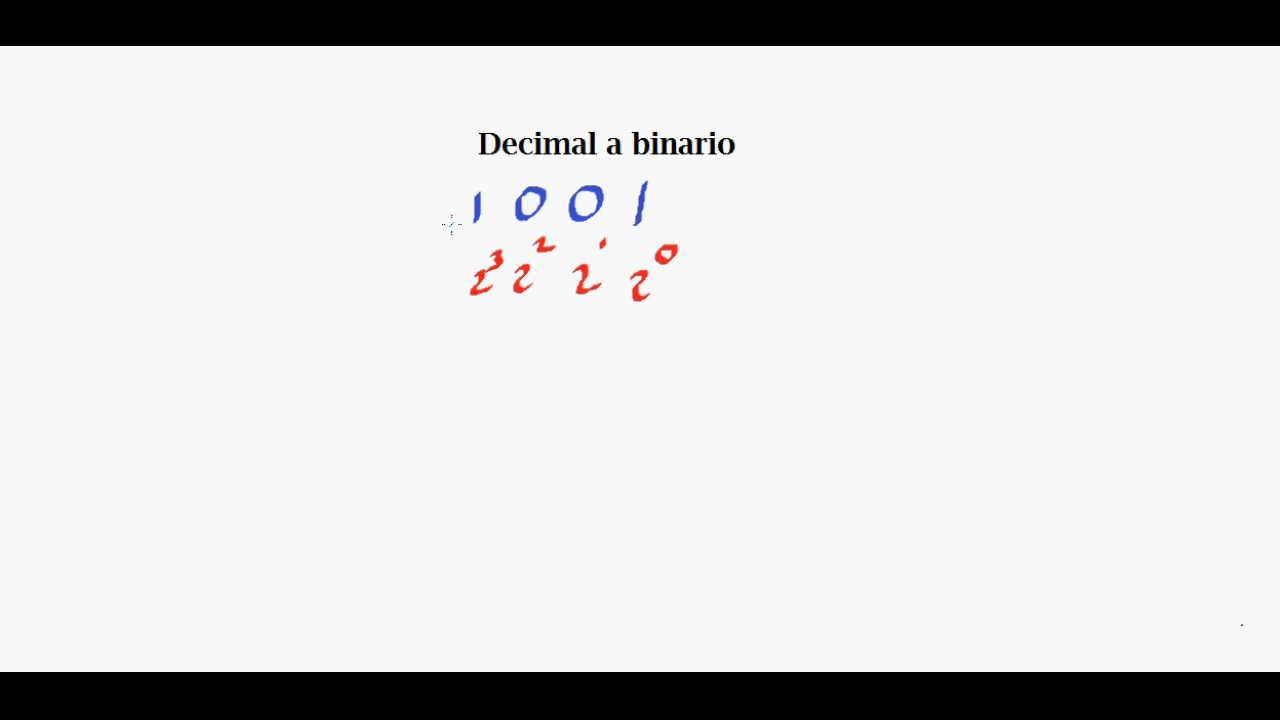 Decimal a binario
1 0 0 1
2³ 2² 2¹ 2⁰